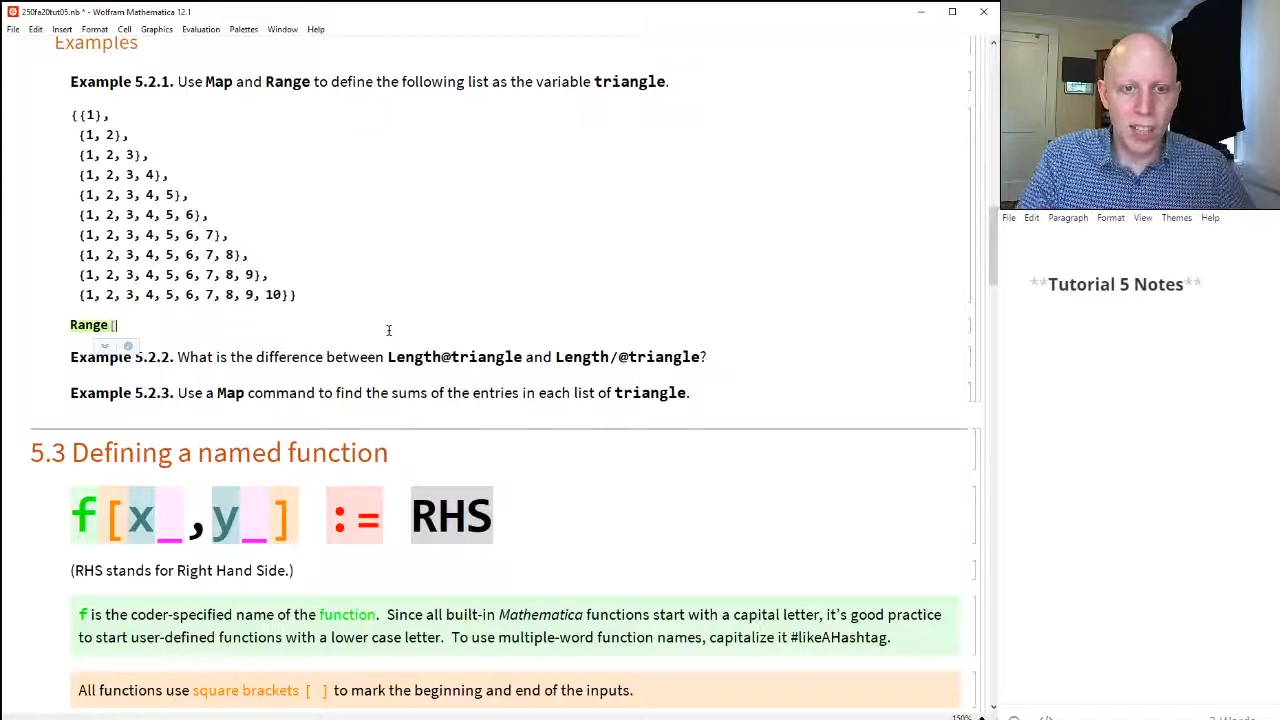 250fa20tut05.nb * - Wolfram Mathematica 12.1
File Edit Insert Format Cell Graphics Evaluation Palettes Window Help
Examples
Example 5.2.1. Use Map and Range to define the following list as the variable triangle.
{{1},
{1, 2},
{1, 2, 3},
{1, 2, 3, 4},
{1, 2, 3, 4, 5},
{1, 2, 3, 4, 5, 6},
{1, 2, 3, 4, 5, 6, 7},
{1, 2, 3, 4, 5, 6, 7, 8},
{1, 2, 3, 4, 5, 6, 7, 8, 9},
{1, 2, 3, 4, 5, 6, 7, 8, 9, 10}}
Range[
Example 5.2.2. What is the difference between Length@triangle and Length/@triangle?
Example 5.2.3. Use a Map command to find the sums of the entries in each list of triangle.
5.3 Defining a named function
f[x_,y_] := RHS
(RHS stands for Right Hand Side.)
f is the coder-specified name of the function. Since all built-in Mathematica functions start with a capital letter, it's good practice
to start user-defined functions with a lower case letter. To use multiple-word function names, capitalize it #likeAHashtag.
All functions use square brackets [ ] to mark the beginning and end of the inputs.
150%
File Edit Paragraph Format View Themes Help
**Tutorial 5 Notes**